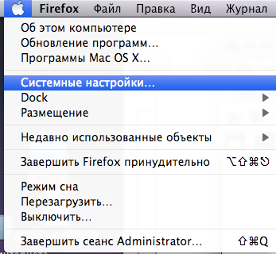 Firefox Файл Правка Вид Журнал
Об этом компьютере
Обновление программ...
Программы Mac OS X...
Системные настройки...
Dock
Размещение
Недавно использованные объекты
Завершить Firefox принудительно ⌥⇧⌘⎋
Режим сна
Перезагрузить...
Выключить...
Завершить сеанс Administrator... ⇧⌘Q